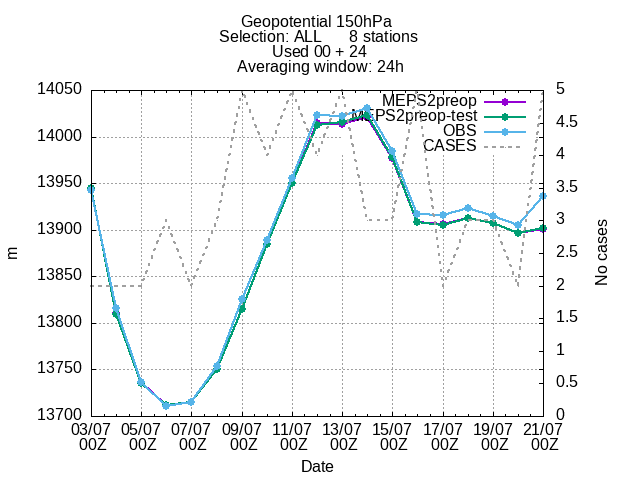 Geopotential 150hPa
Selection: ALL 8 stations
Used 00 + 24
Averaging window: 24h
14050
14000
13950
13900
13850
13800
13750
13700
m
5
4.5
4
3.5
3
2.5
2
1.5
1
0.5
0
No cases
MEPS2preop
MEPS2preop-test
OBS
CASES
03/07 05/07 07/07 09/07 11/07 13/07 15/07 17/07 19/07 21/07
00Z 00Z 00Z 00Z 00Z 00Z 00Z 00Z 00Z 00Z
Date